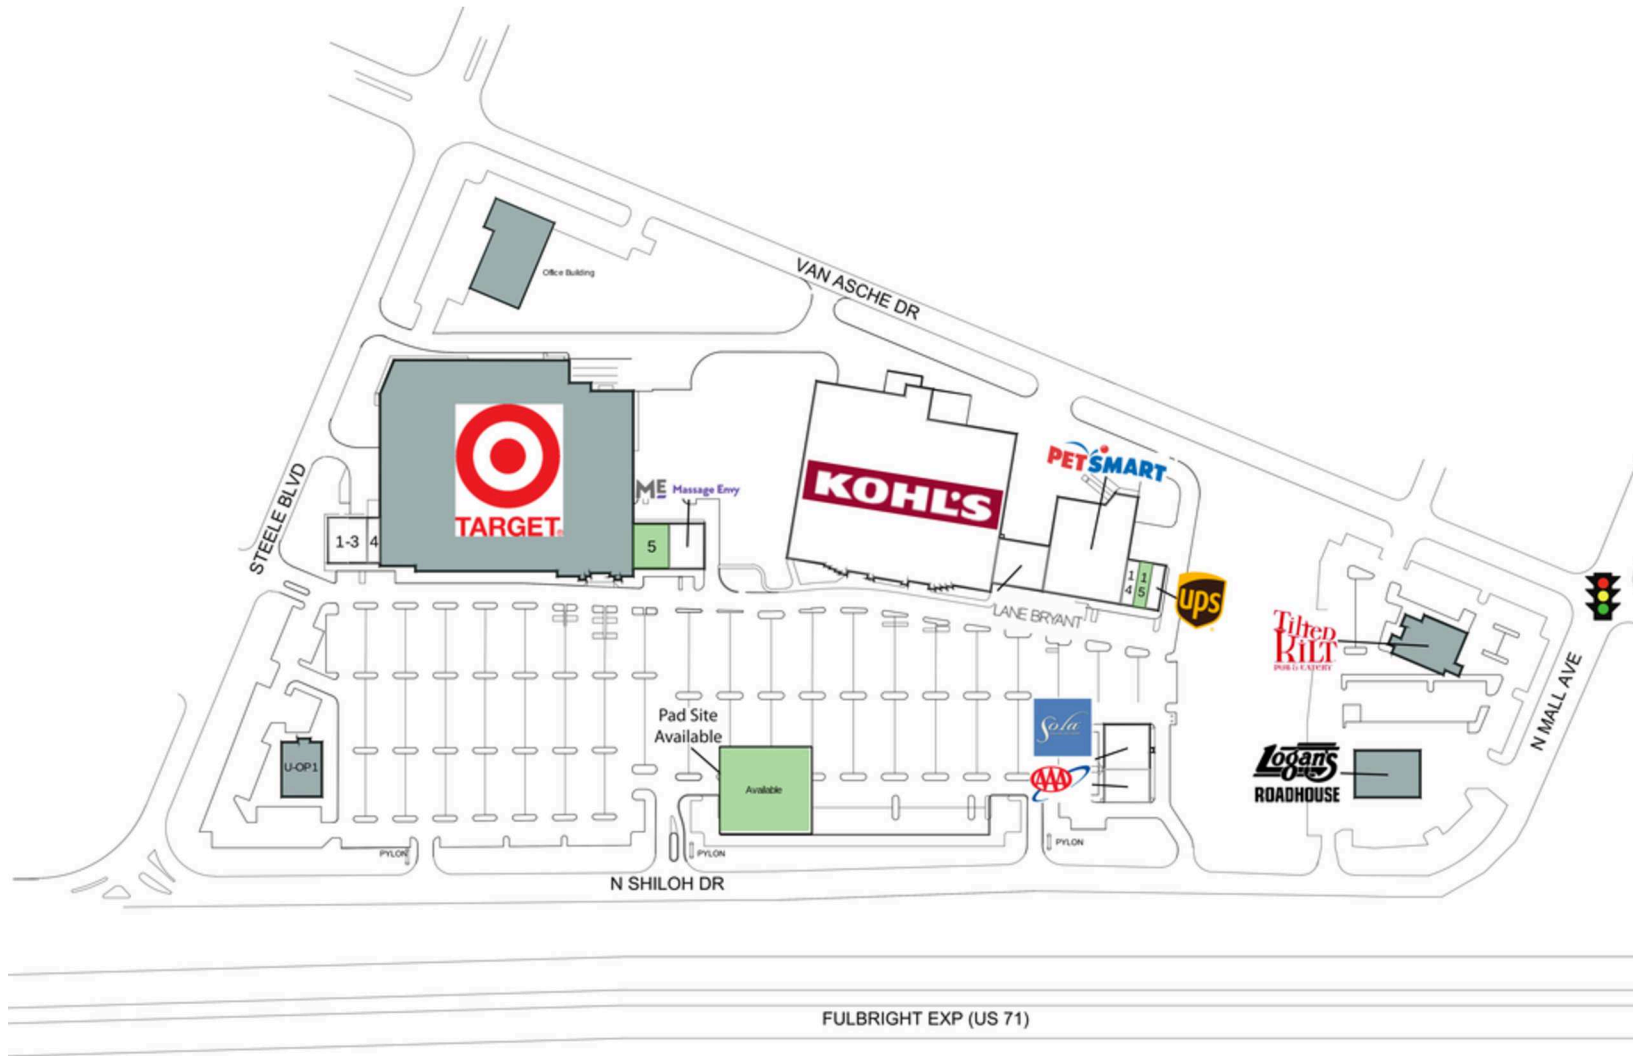 Office Building
VAN ASCHE DR
STEELE BLVD
TARGET
ME Massage Envy
KOHL'S
PETSMART
1-3
4
5
1
4
1
5
ups
LANE BRYANT
Tilted
Kilt
PUB & EATERY
N MALL AVE
Pad Site
Available
Available
Sola
AAA
Logan's
ROADHOUSE
U-OP1
PYLON
PYLON
PYLON
N SHILOH DR
FULBRIGHT EXP (US 71)